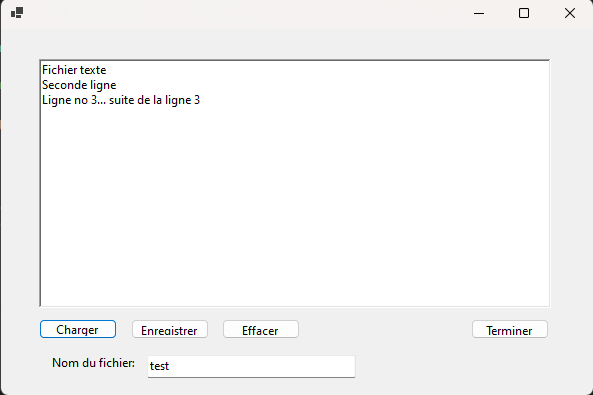 Fichier texte
Seconde ligne
Ligne no 3... suite de la ligne 3
Charger Enregistrer Effacer Terminer
Nom du fichier: test